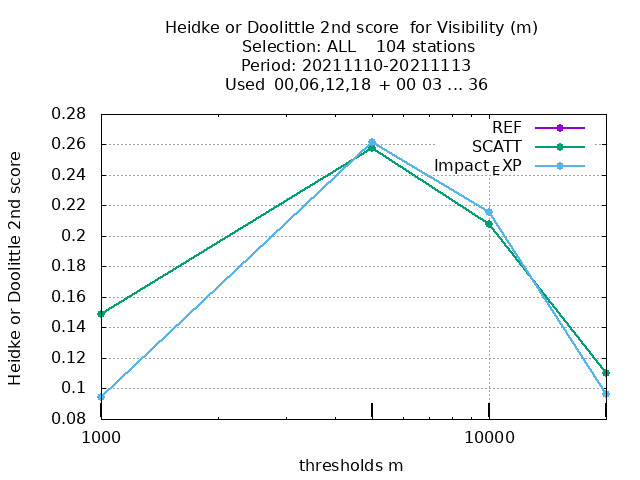 Heidke or Doolittle 2nd score  for Visibility (m)
Selection: ALL    104 stations
Period: 20211110-20211113
Used  00,06,12,18  + 00 03 ... 36
0.28
0.26
0.24
0.22
0.2
0.18
0.16
0.14
0.12
0.1
0.08
Heidke or Doolittle 2nd score
REF
SCATT
Impact_EXP
1000
10000
thresholds m